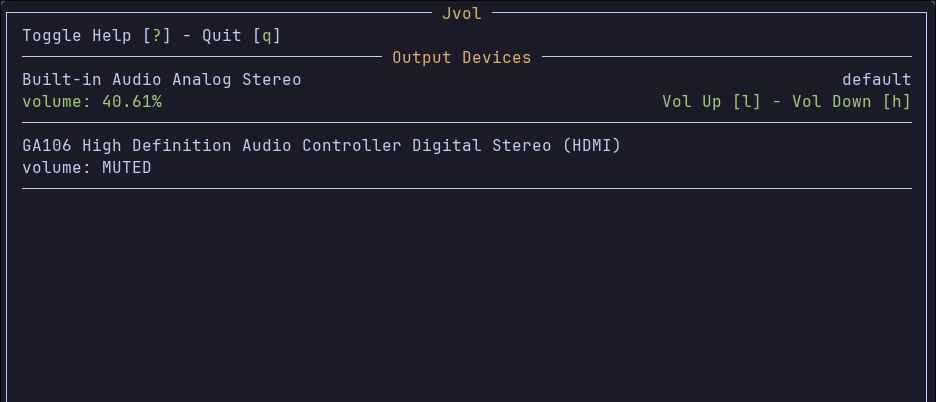 Jvol
Toggle Help [?] - Quit [q]
Output Devices
Built-in Audio Analog Stereo default
volume: 40.61% Vol Up [l] - Vol Down [h]
GA106 High Definition Audio Controller Digital Stereo (HDMI)
volume: MUTED